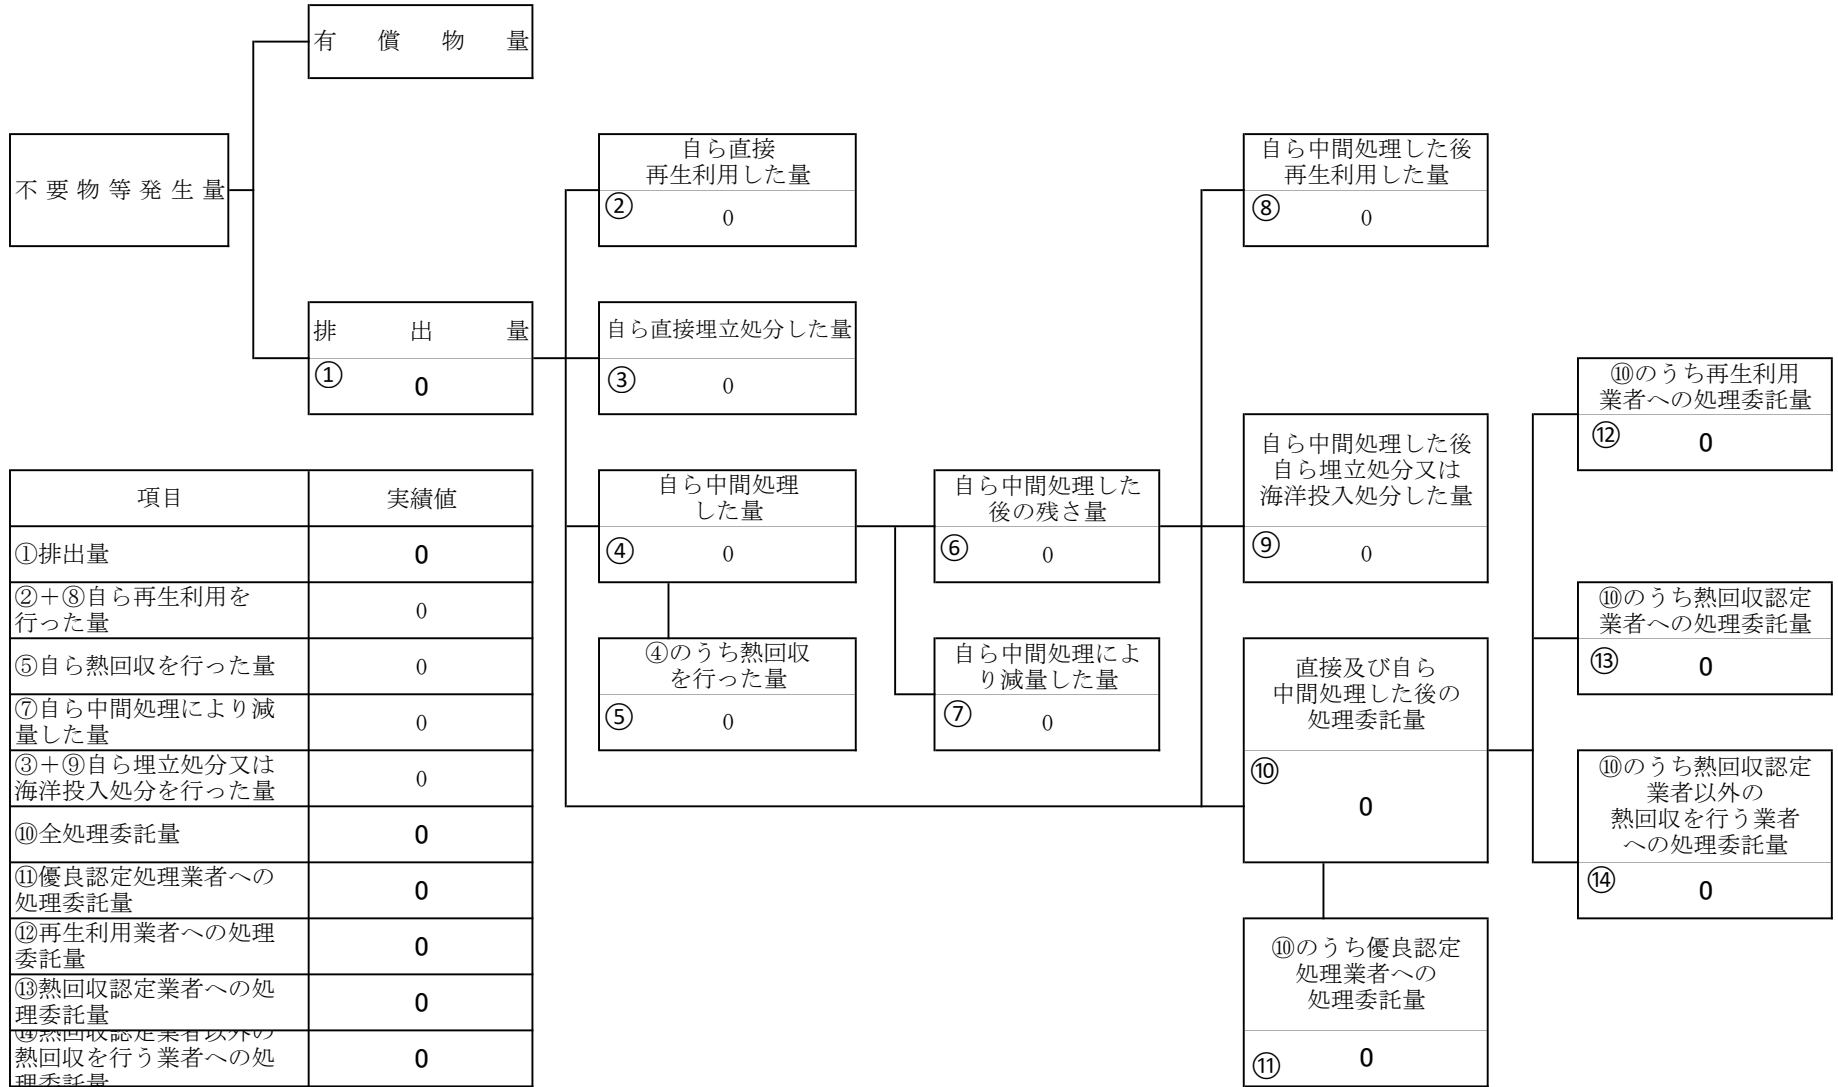 有償物量
不要物等発生量
自ら直接
再生利用した量
②
0
自ら中間処理した後
再生利用した量
⑧
0
排出量
①
0
自ら直接埋立処分した量
③
0
⑩のうち再生利用
業者への処理委託量
⑫
0
自ら中間処理
した量
④
0
自ら中間処理した
後の残さ量
⑥
0
自ら中間処理した後
自ら埋立処分又は
海洋投入処分した量
⑨
0
④のうち熱回収
を行った量
⑤
0
自ら中間処理によ
り減量した量
⑦
0
直接及び自ら
中間処理した後の
処理委託量
⑩
0
⑩のうち熱回収認定
業者への処理委託量
⑬
0
⑩のうち熱回収認定
業者以外の
熱回収を行う業者
への処理委託量
⑭
0
⑩のうち優良認定
処理業者への
処理委託量
⑪
0
項目 実績値
①排出量 0
②+⑧自ら再生利用を
行った量 0
⑤自ら熱回収を行った量 0
⑦自ら中間処理により減
量した量 0
③+⑨自ら埋立処分又は
海洋投入処分を行った量 0
⑩全処理委託量 0
⑪優良認定処理業者への
処理委託量 0
⑫再生利用業者への処理
委託量 0
⑬熱回収認定業者への処
理委託量 0
⑭熱回収認定業者以外の
熱回収を行う業者への処
理委託量 0